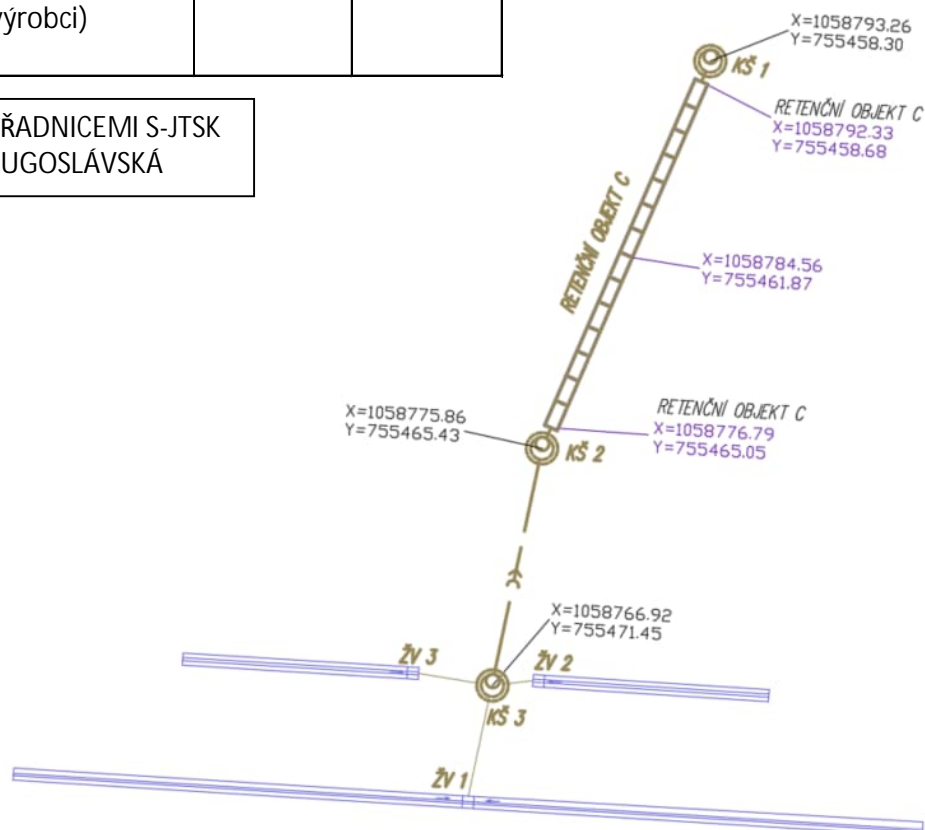 výrobci)
ŘADNICEMI S-JTSK
UGOSLÁVSKÁ
X=1058793.26
Y=755458.30
KŠ 1
RETENČNÍ OBJEKT C
X=1058792.33
Y=755458.68
RETENČNÍ OBJEKT C
X=1058784.56
Y=755461.87
X=1058775.86
Y=755465.43
RETENČNÍ OBJEKT C
X=1058776.79
Y=755465.05
KŠ 2
X=1058766.92
Y=755471.45
ŽV 3
ŽV 2
KŠ 3
ŽV 1